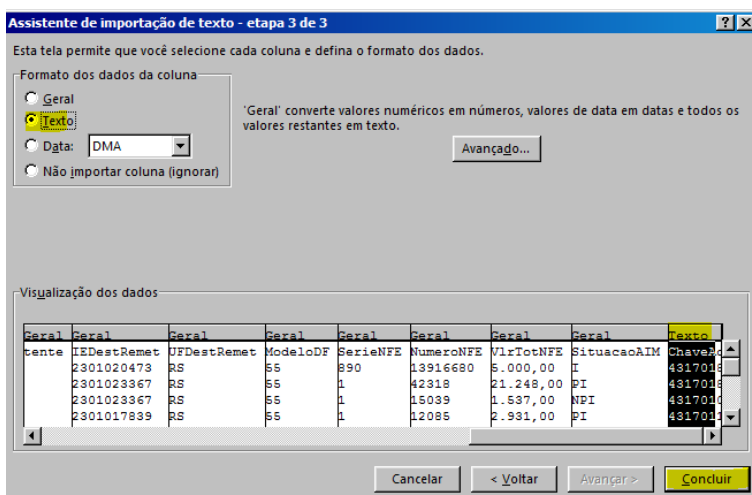 Assistente de importação de texto - etapa 3 de 3
Esta tela permite que você selecione cada coluna e defina o formato dos dados.
Formato dos dados da coluna
Geral
Texto
Data: DMA
Não importar coluna (ignorar)
'Geral' converte valores numéricos em números, valores de data em datas e todos os
valores restantes em texto.
Avançado...
Visualização dos dados
Geral Geral Geral Geral Geral Geral Geral Geral Texto
tente IEDestRemet UFDestRemet ModeloDF SerieNFE NumeroNFE VlrTotNFE SituacaoAIM ChaveAc
2301020473 RS 55 890 13916680 5.000,00 I 4317018
2301023367 RS 55 1 42318 21.248,00 PI 4317018
2301023367 RS 55 1 15039 1.537,00 NPI 4317010
2301017839 RS 55 1 12085 2.931,00 PI 4317011
Cancelar < Voltar Avançar > Concluir